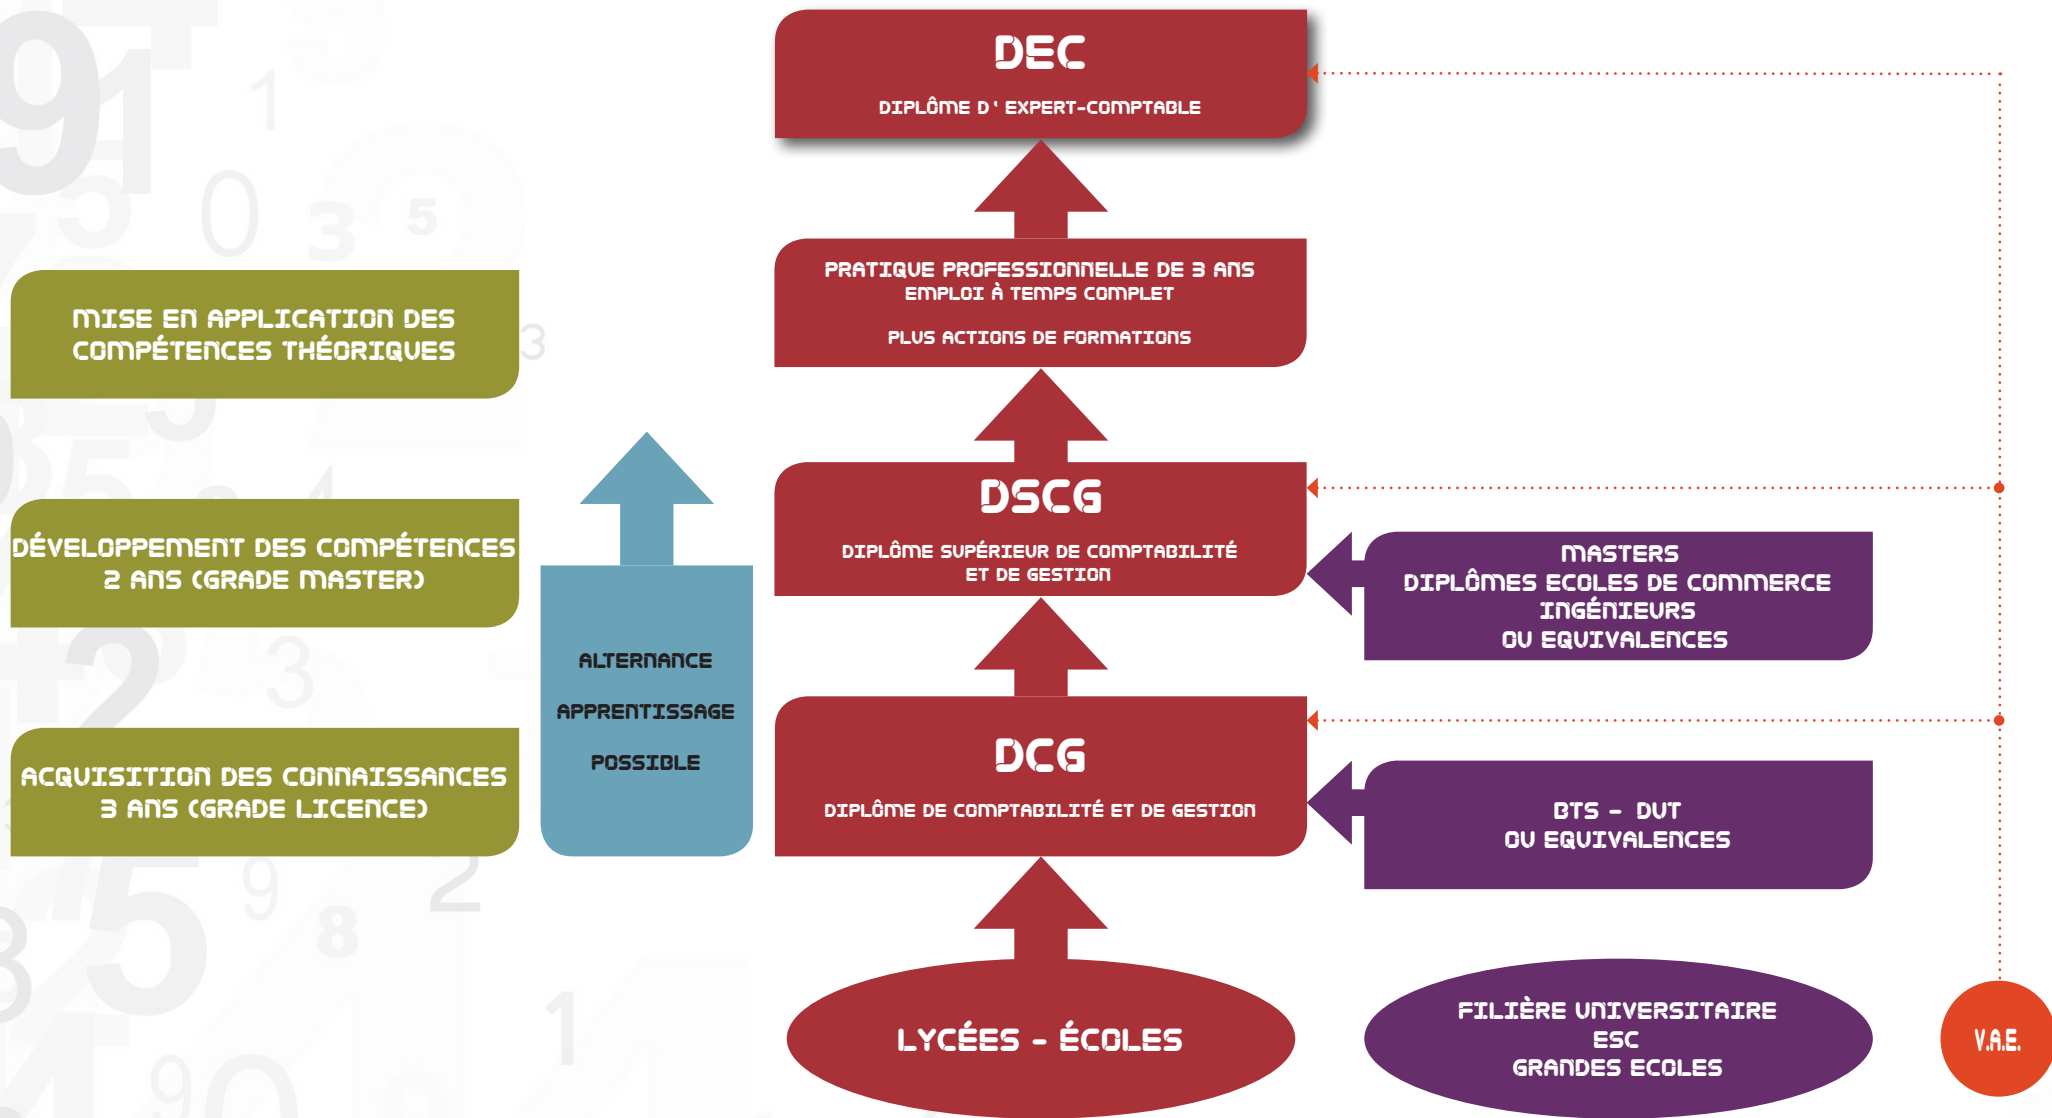 DEC
DIPLÔME D'EXPERT-COMPTABLE
PRATIQUE PROFESSIONNELLE DE 3 ANS
EMPLOI À TEMPS COMPLET
PLUS ACTIONS DE FORMATIONS
MISE EN APPLICATION DES
COMPÉTENCES THÉORIQUES
DSCG
DIPLÔME SUPÉRIEUR DE COMPTABILITÉ
ET DE GESTION
DÉVELOPPEMENT DES COMPÉTENCES
2 ANS (GRADE MASTER)
MASTERS
DIPLÔMES ECOLES DE COMMERCE
INGÉNIEURS
OU EQUIVALENCES
ALTERNANCE
APPRENTISSAGE
POSSIBLE
DCG
DIPLÔME DE COMPTABILITÉ ET DE GESTION
ACQUISITION DES CONNAISSANCES
3 ANS (GRADE LICENCE)
BTS - DUT
OU EQUIVALENCES
LYCÉES - ÉCOLES
FILIÈRE UNIVERSITAIRE
ESC
GRANDES ECOLES
V.A.E.